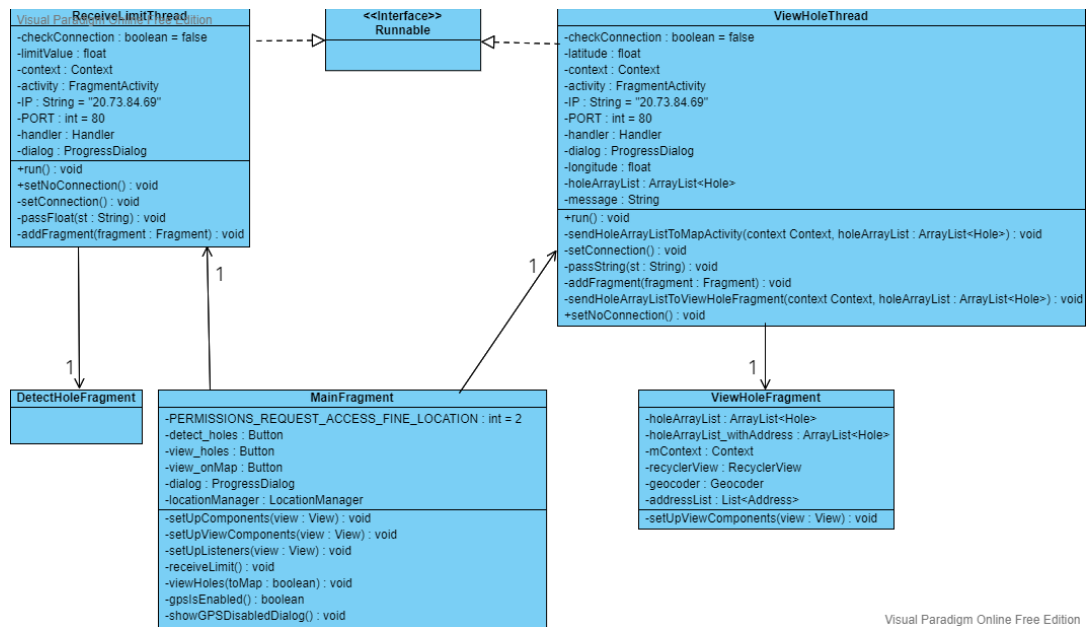 Visual Paradigm Online Free Edition
ReceiveLimitThread
-checkConnection : boolean = false
-limitValue : float
-context : Context
-activity : FragmentActivity
-IP : String = "20.73.84.69"
-PORT : int = 80
-handler : Handler
-dialog : ProgressDialog
+run() : void
+setNoConnection() : void
-setConnection() : void
-passFloat(st : String) : void
-addFragment(fragment : Fragment) : void
<<Interface>>
Runnable
ViewHoleThread
-checkConnection : boolean = false
-latitude : float
-context : Context
-activity : FragmentActivity
-IP : String = "20.73.84.69"
-PORT : int = 80
-handler : Handler
-dialog : ProgressDialog
-longitude : float
-holeArrayList : ArrayList<Hole>
-message : String
+run() : void
-sendHoleArrayListToMapActivity(context Context, holeArrayList : ArrayList<Hole>) : void
-setConnection() : void
-passString(st : String) : void
-addFragment(fragment : Fragment) : void
-sendHoleArrayListToViewHoleFragment(context Context, holeArrayList : ArrayList<Hole>) : void
+setNoConnection() : void
1
1
1
1
DetectHoleFragment
MainFragment
-PERMISSIONS_REQUEST_ACCESS_FINE_LOCATION : int = 2
-detect_holes : Button
-view_holes : Button
-view_onMap : Button
-dialog : ProgressDialog
-locationManager : LocationManager
-setUpComponents(view : View) : void
-setUpViewComponents(view : View) : void
-setUpListeners(view : View) : void
-receiveLimit() : void
-viewHoles(toMap : boolean) : void
-gpsIsEnabled() : boolean
-showGPSDisabledDialog() : void
ViewHoleFragment
-holeArrayList : ArrayList<Hole>
-holeArrayList_withAddress : ArrayList<Hole>
-mContext : Context
-recyclerView : RecyclerView
-geocoder : Geocoder
-addressList : List<Address>
-setUpViewComponents(view : View) : void
Visual Paradigm Online Free Edition